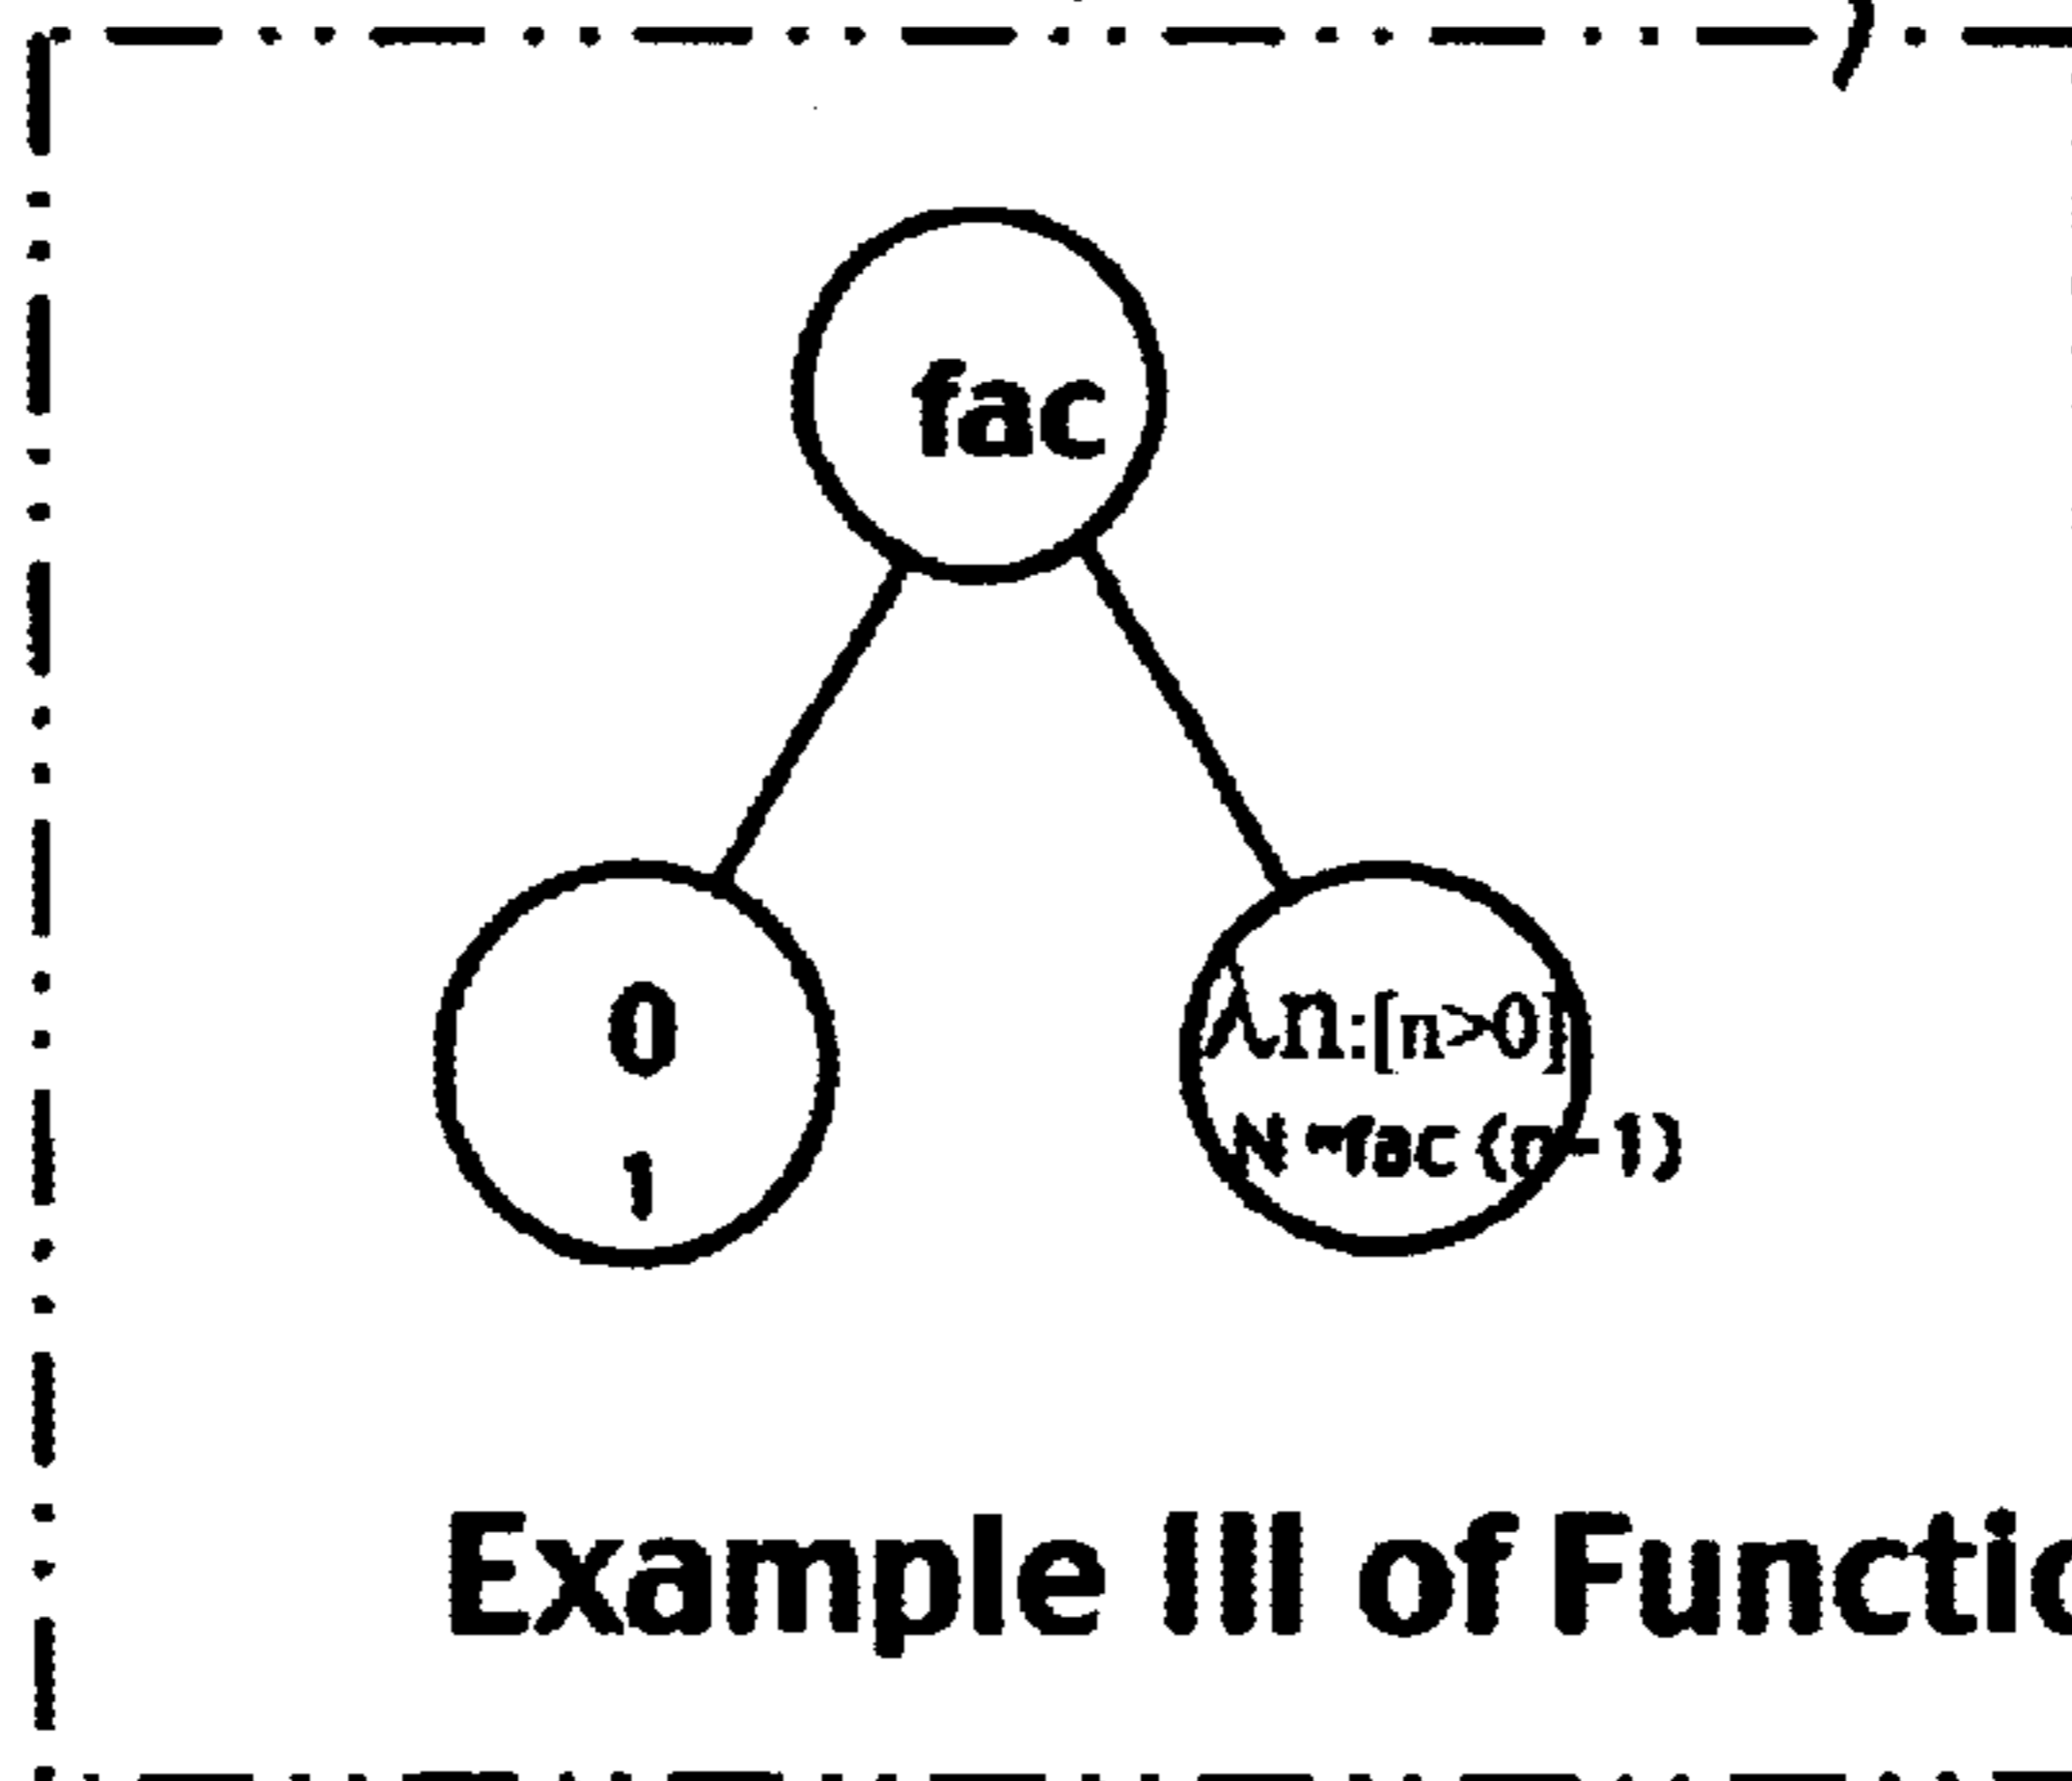 fac
0
1
λn:[n>0]
N fac (n-1)
Example III of Functio